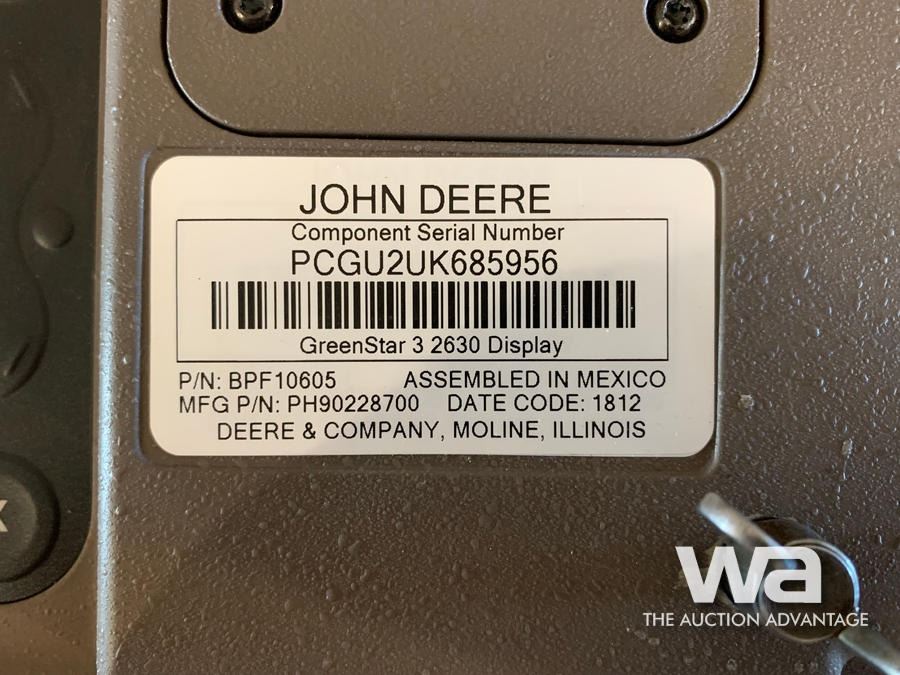 JOHN DEERE
Component Serial Number
PCGU2UK685956
GreenStar 3 2630 Display
P/N: BPF10605 ASSEMBLED IN MEXICO
MFG P/N: PH90228700 DATE CODE: 1812
DEERE & COMPANY, MOLINE, ILLINOIS
X
wa
THE AUCTION ADVANTAGE